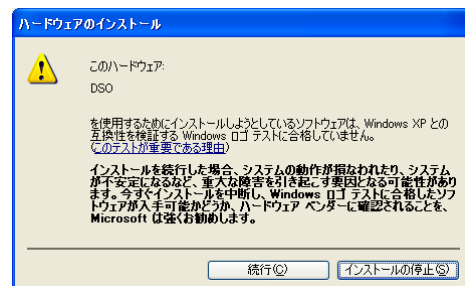 ハードウェアのインストール
このハードウェア:
DSO
を使用するためにインストールしようとしているソフトウェアは、Windows XP との
互換性を検証する Windows ロゴ テストに合格していません。
(このテストが重要である理由)
インストールを続行した場合、システムの動作が損なわれたり、システム
が不安定になるなど、重大な障害を引き起こす要因となる可能性があり
ます。今すぐインストールを中断し、Windows ロゴ テストに合格したソフ
トウェアが入手可能かどうか、ハードウェア ベンダーに確認されることを、
Microsoft は強くお勧めします。
続行(C) インストールの停止(S)